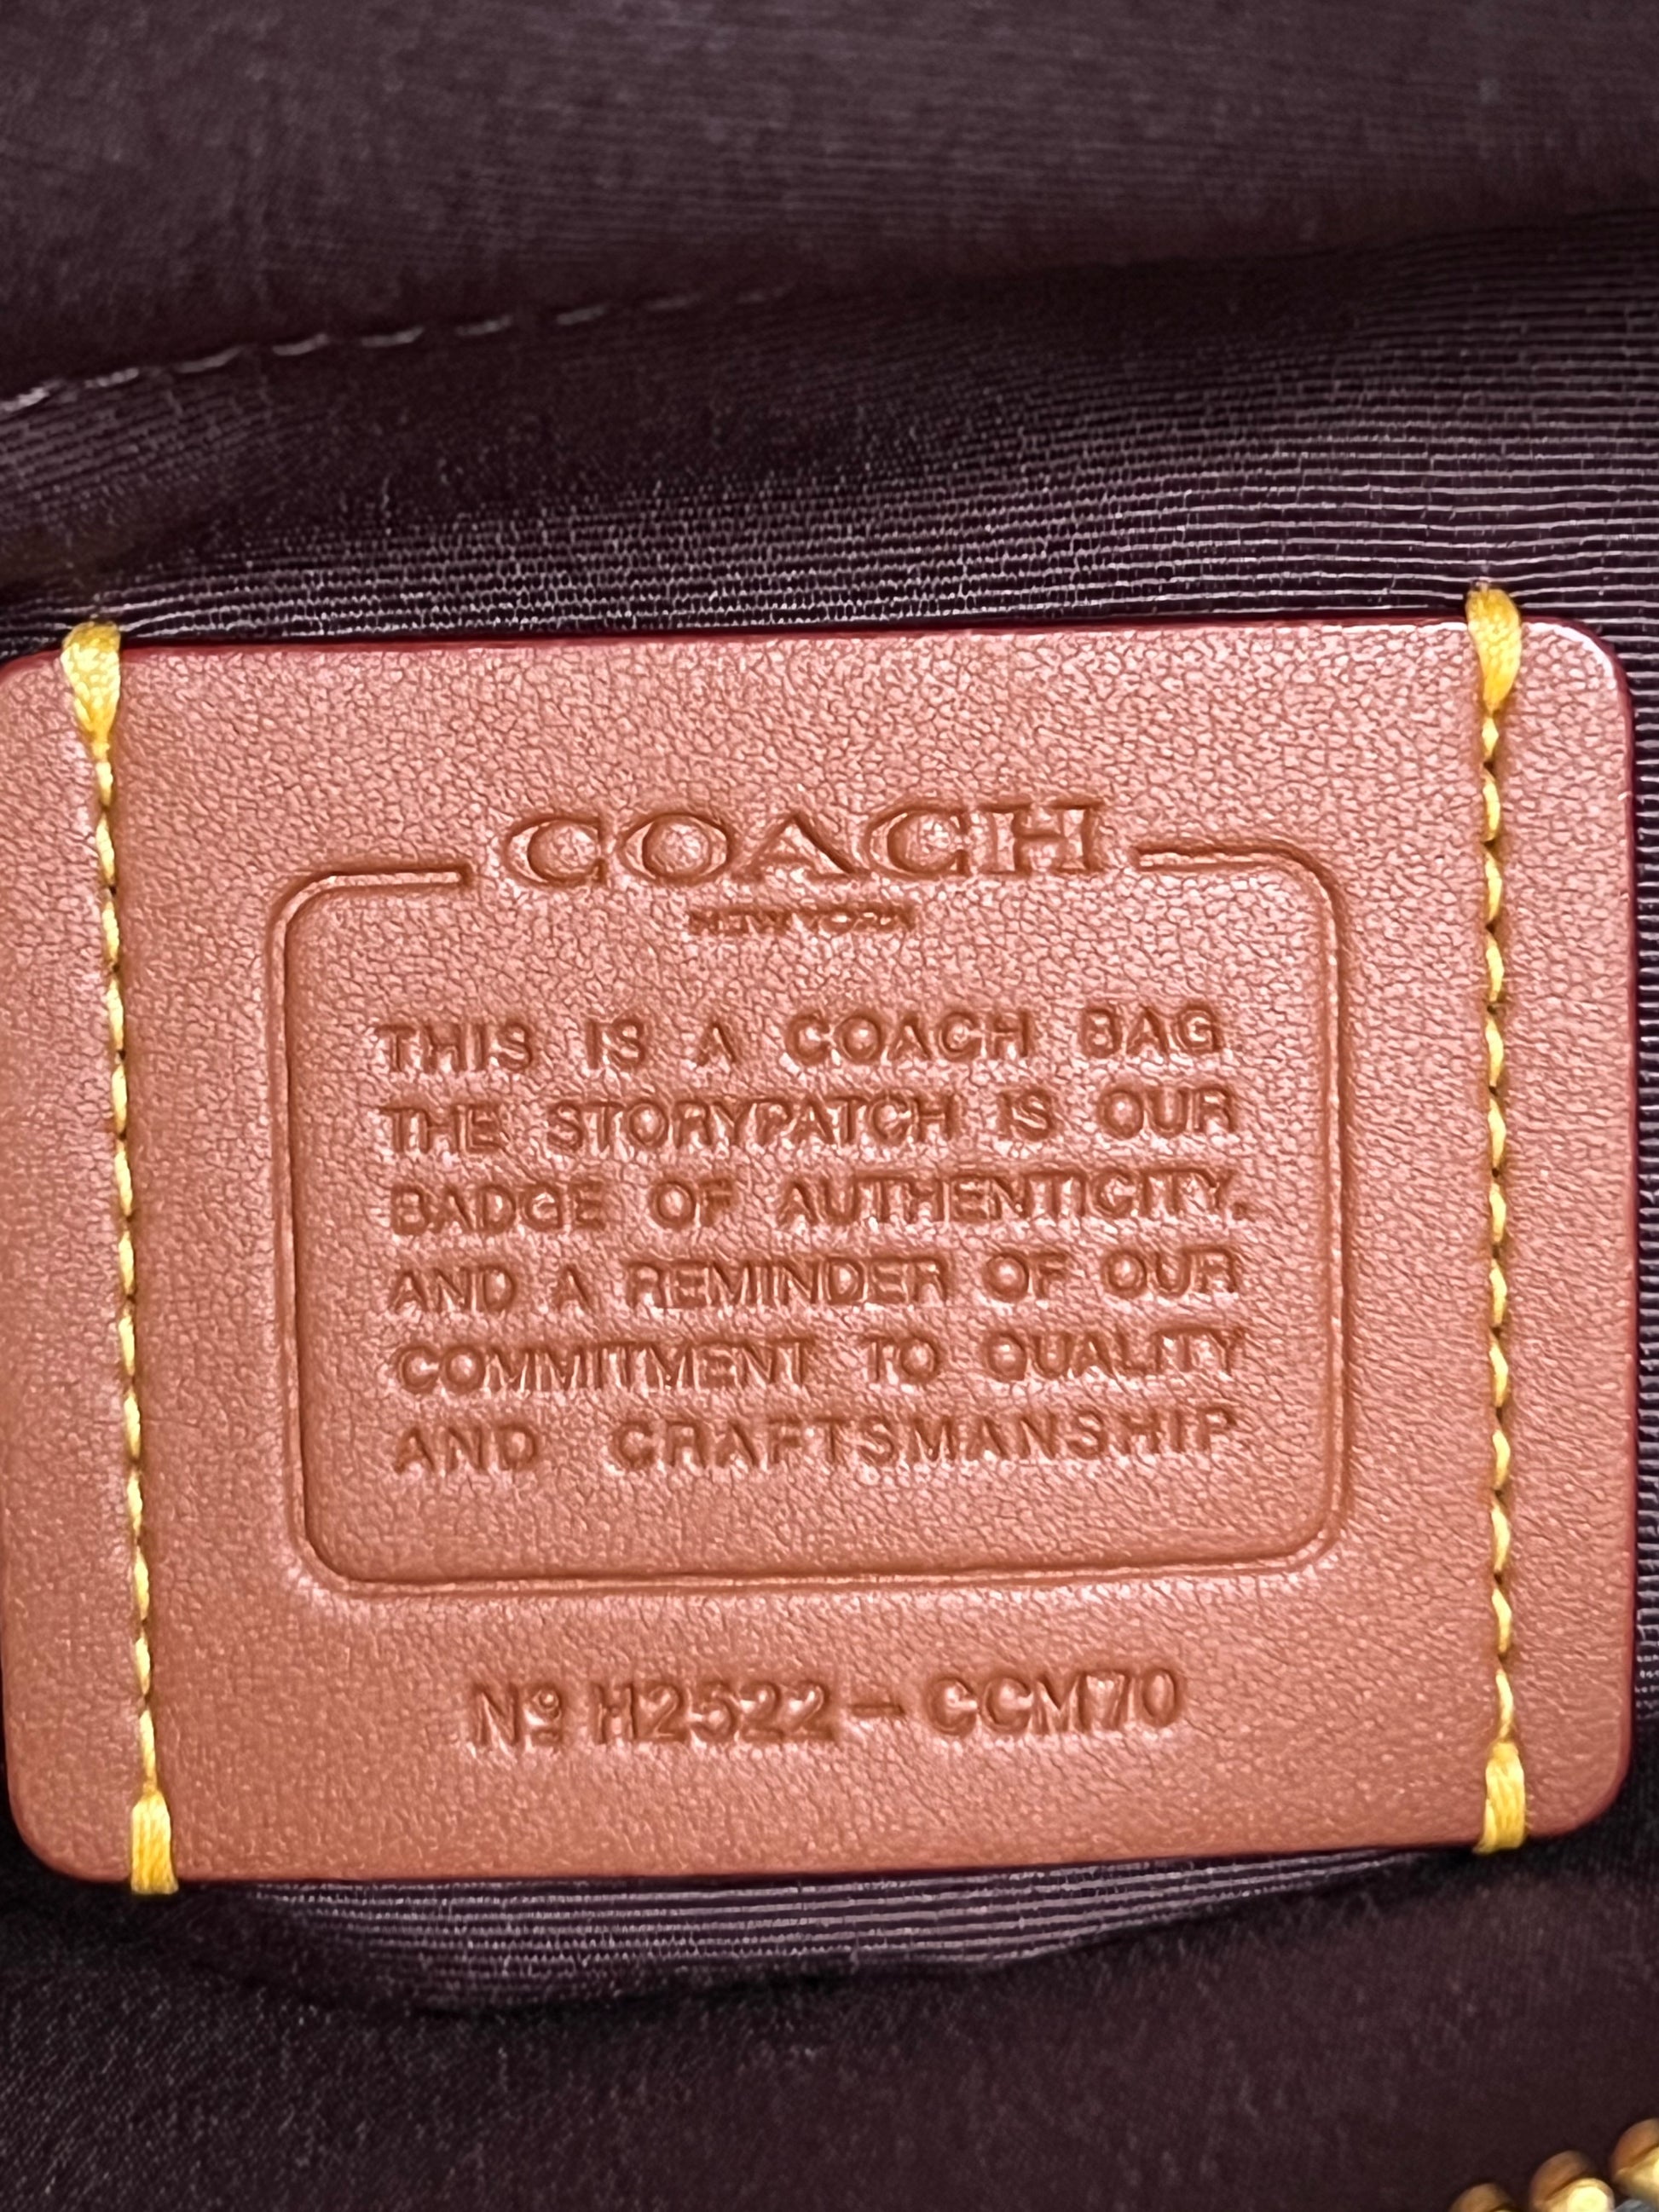 COACH
NEW YORK
THIS IS A COACH BAG.
THE STORYPATCH IS OUR
BADGE OF AUTHENTICITY,
AND A REMINDER OF OUR
COMMITMENT TO QUALITY
AND CRAFTSMANSHIP.
Nº H2522-CCM70